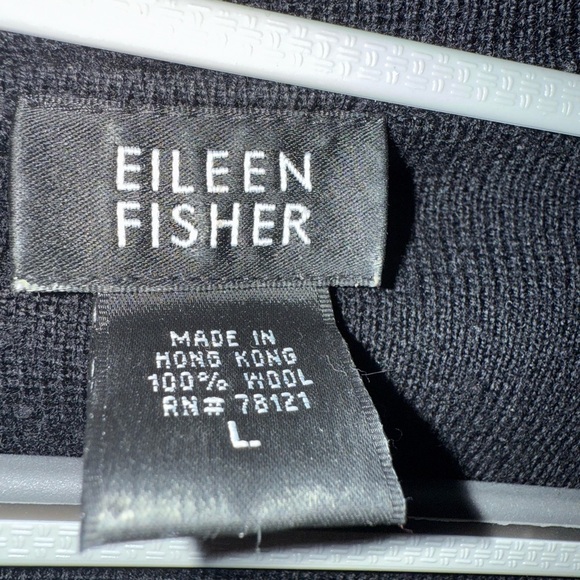 EILEEN
FISHER
MADE IN
HONG KONG
100% WOOL
RN# 78121
L